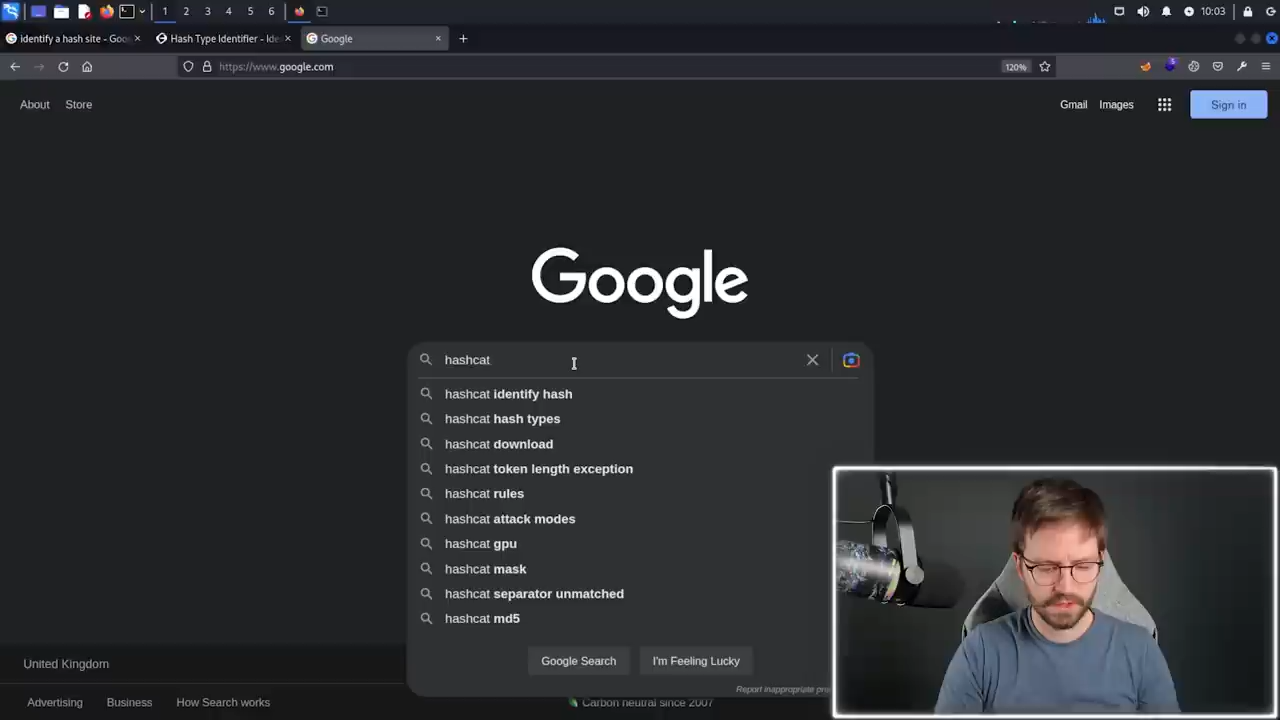 1 2 3 4 5 6 10:03
identify a hash site - Goo
Hash Type Identifier - Ide
Google
https://www.google.com
120%
About Store
Gmail Images Sign in
Google
hashcat
hashcat identify hash
hashcat hash types
hashcat download
hashcat token length exception
hashcat rules
hashcat attack modes
hashcat gpu
hashcat mask
hashcat separator unmatched
hashcat md5
Google Search I'm Feeling Lucky
Report inappropriate pre
United Kingdom
Advertising Business How Search works
Carbon neutral since 2007